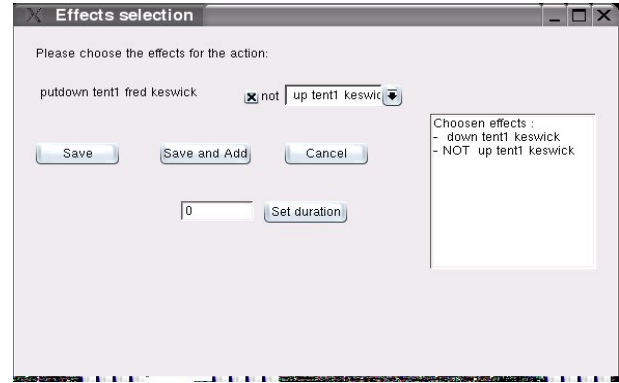 Effects selection
Please choose the effects for the action:
putdown tent1 fred keswick
not
up tent1 keswic
Choosen effects :
- down tent1 keswick
- NOT up tent1 keswick
Save
Save and Add
Cancel
0
Set duration